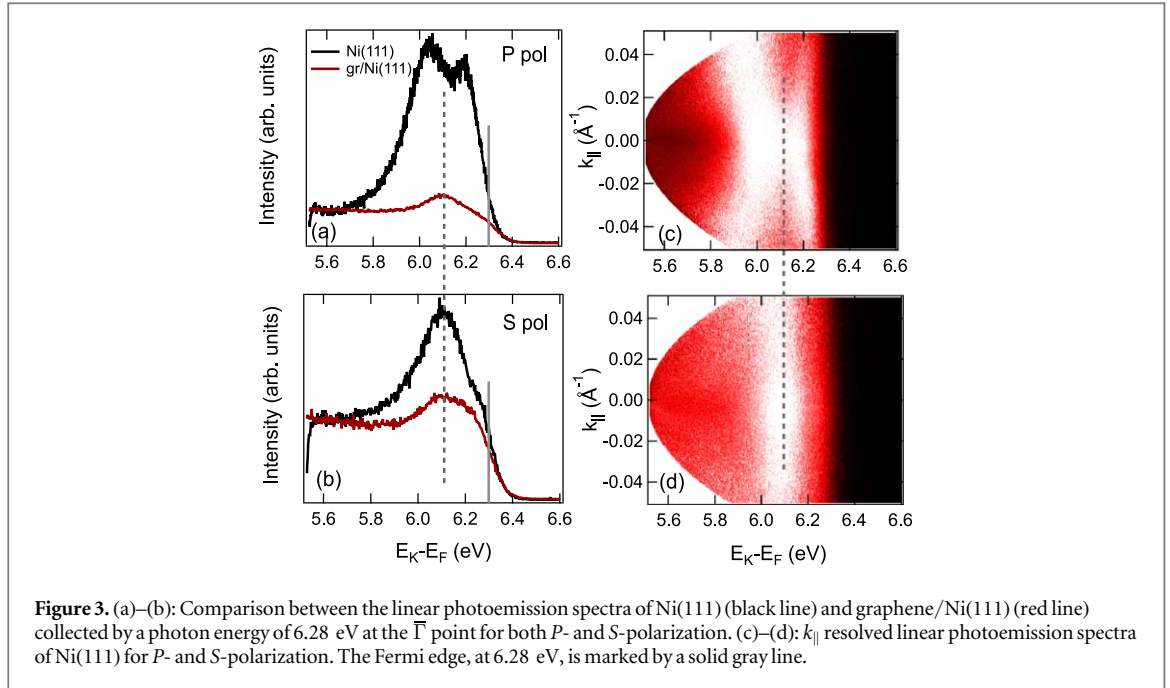 P pol
Ni(111)
gr/Ni(111)
Intensity (arb. units)
(a)
5.6 5.8 6.0 6.2 6.4 6.6
0.04
0.02
0.00
-0.02
-0.04
k|| (Å-1)
(c)
5.6 5.8 6.0 6.2 6.4 6.6
S pol
Intensity (arb. units)
(b)
5.6 5.8 6.0 6.2 6.4 6.6
EK-EF (eV)
0.04
0.02
0.00
-0.02
-0.04
k|| (Å-1)
(d)
5.6 5.8 6.0 6.2 6.4 6.6
EK-EF (eV)
Figure 3. (a)–(b): Comparison between the linear photoemission spectra of Ni(111) (black line) and graphene/Ni(111) (red line)
collected by a photon energy of 6.28 eV at the Γ̅ point for both P- and S-polarization. (c)–(d): k|| resolved linear photoemission spectra
of Ni(111) for P- and S-polarization. The Fermi edge, at 6.28 eV, is marked by a solid gray line.